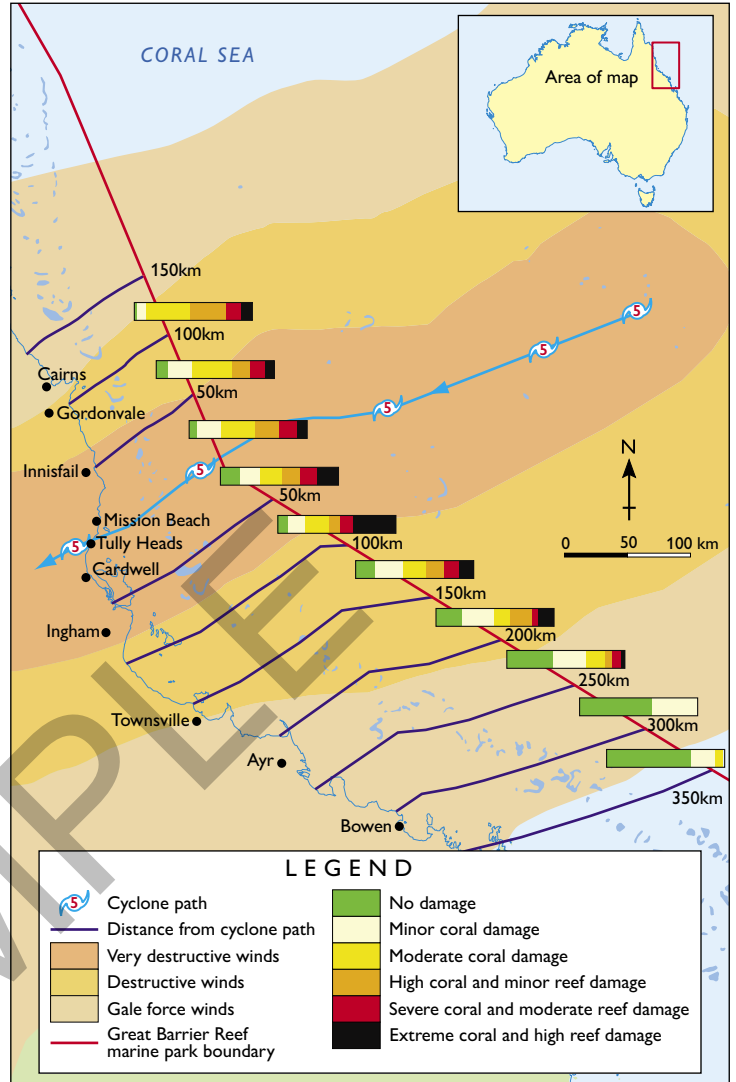 CORAL SEA
Area of map
150km
100km
Cairns
50km
Gordonvale
5
5
5
5
Innisfail
N
50km
Mission Beach
5
Tully Heads
100km
0 50 100 km
Cardwell
150km
Ingham
200km
250km
Townsville
300km
Ayr
350km
Bowen
MPLE
LEGEND
5 Cyclone path
Distance from cyclone path
Very destructive winds
Destructive winds
Gale force winds
Great Barrier Reef
marine park boundary
No damage
Minor coral damage
Moderate coral damage
High coral and minor reef damage
Severe coral and moderate reef damage
Extreme coral and high reef damage